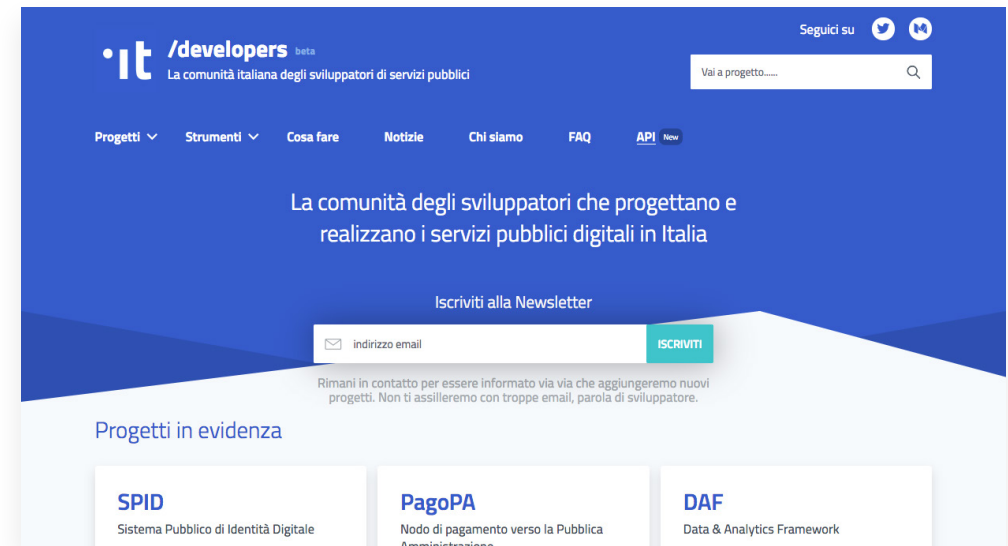 Seguici su
·it /developers beta
La comunità italiana degli sviluppatori di servizi pubblici
Vai a progetto......
Progetti Strumenti Cosa fare Notizie Chi siamo FAQ API New
La comunità degli sviluppatori che progettano e
realizzano i servizi pubblici digitali in Italia
Iscriviti alla Newsletter
indirizzo email ISCRIVITI
Rimani in contatto per essere informato via via che aggiungeremo nuovi
progetti. Non ti assilleremo con troppe email, parola di sviluppatore.
Progetti in evidenza
SPID
Sistema Pubblico di Identità Digitale
PagoPA
Nodo di pagamento verso la Pubblica
Amministrazione
DAF
Data & Analytics Framework